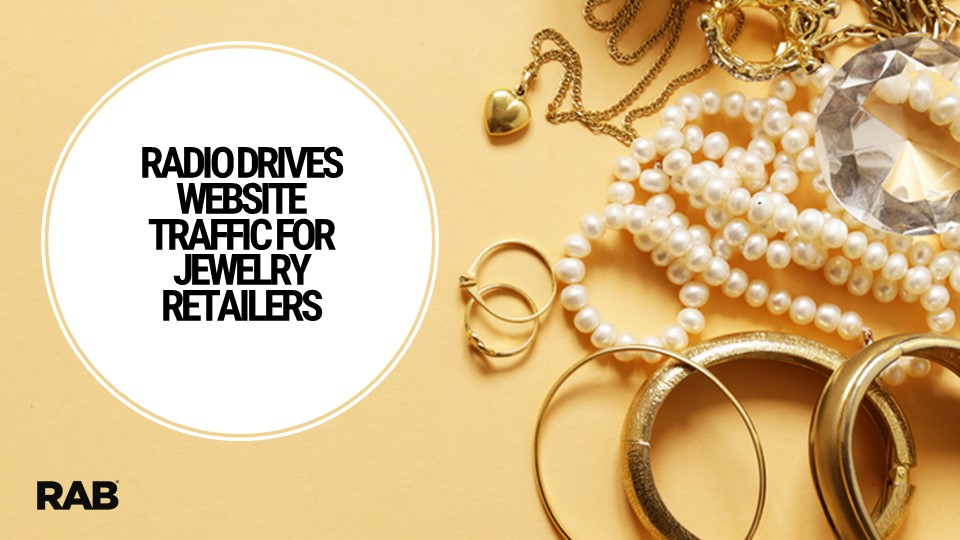 RADIO DRIVES
WEBSITE
TRAFFIC FOR
JEWELRY
RETAILERS
RAB®